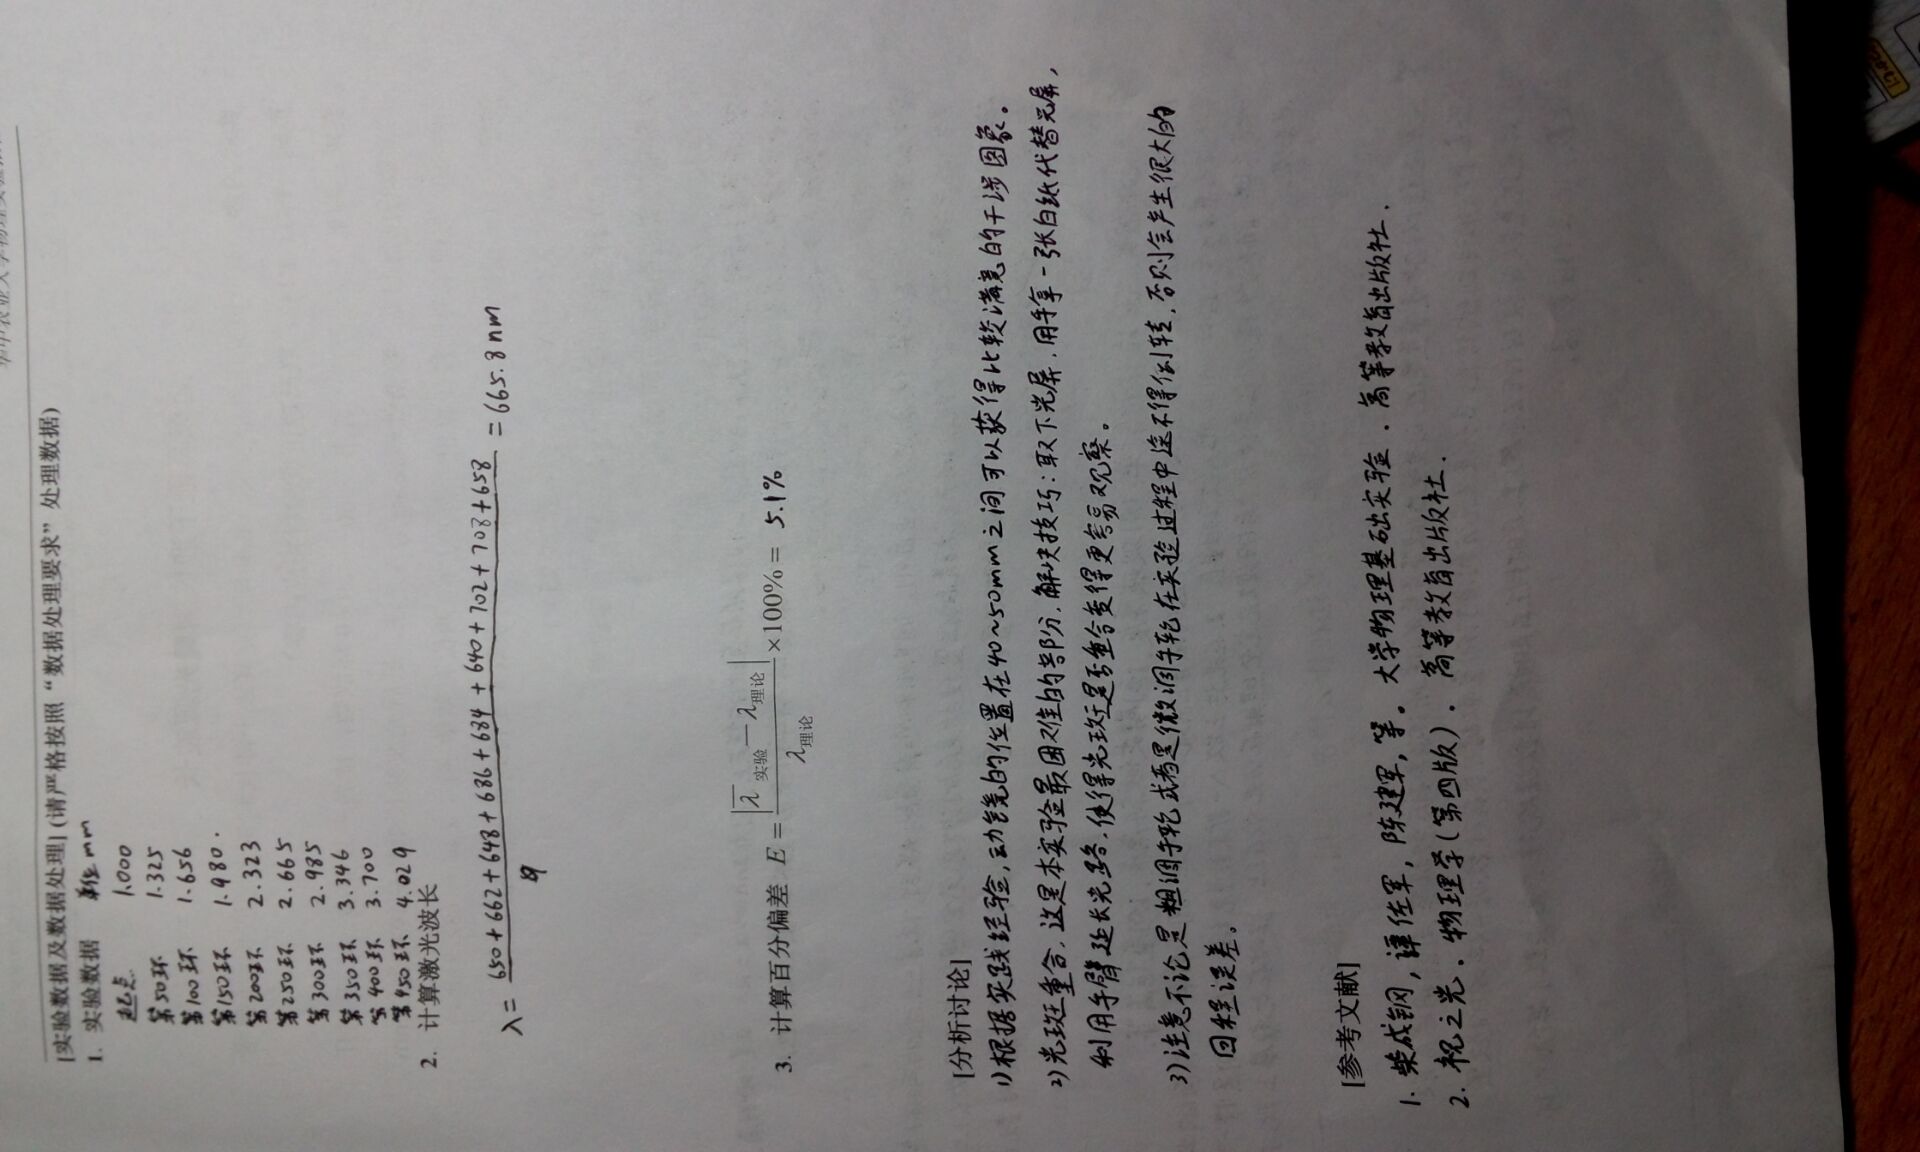 华中农业大学物理实验报告
[实验数据及数据处理] (请严格按照“数据处理要求”处理数据)
1. 实验数据 单位 mm
起点 1.000
第50环 1.325
第100环 1.656
第150环 1.980.
第200环 2.323
第250环 2.665
第300环 2.985
第350环 3.346
第400环 3.700
第450环 4.029
2. 计算激光波长
λ = (650+662+648+686+684+640+702+708+658) / 9 = 665.8nm
3. 计算百分偏差 E = |λ̄实验 − λ理论| / λ理论 ×100% = 5.1%
[分析讨论]
1)根据实践经验,动镜的位置在40~50mm之间可以获得比较满意的干涉图象。
2)光斑重合,这是本实验最困难的部分,解决技巧:取下光屏,用手拿一张白纸代替光屏,
利用手臂延长光路,使得光斑是否重合变得更容易观察。
3)注意不论是粗调手轮或者是微调手轮在实验过程中途不得倒转,否则会产生很大的
回程误差。
[参考文献]
1. 柴成钢,谭佐军,陈建军,等。大学物理基础实验.高等教育出版社.
2. 祝之光.物理学(第四版).高等教育出版社.